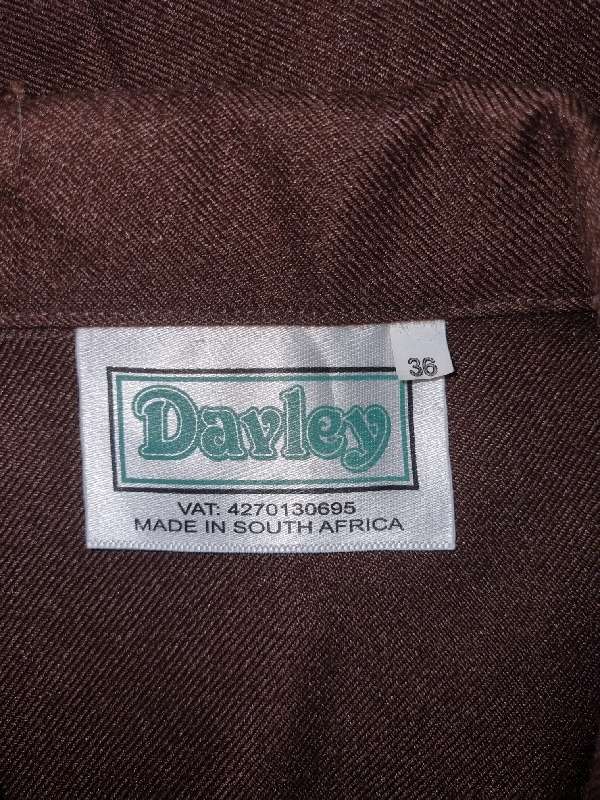 36
Davley
VAT: 4270130695
MADE IN SOUTH AFRICA